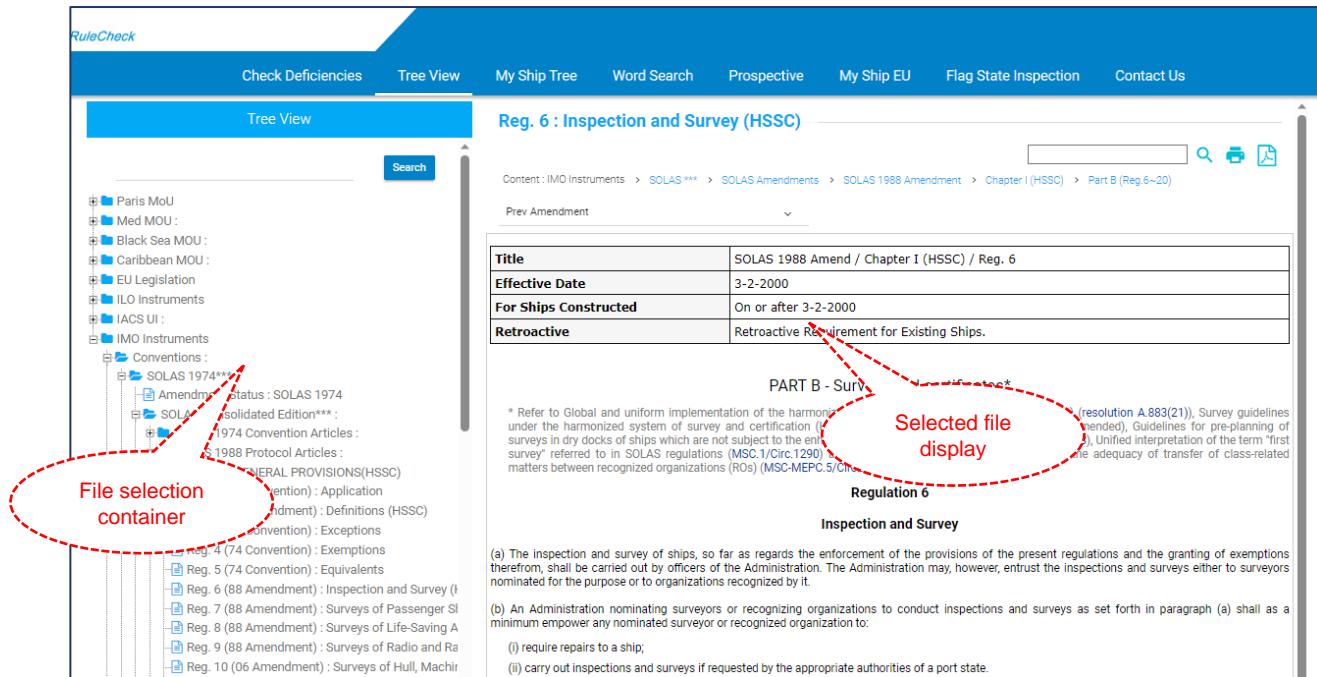 RuleCheck
Check Deficiencies Tree View My Ship Tree Word Search Prospective My Ship EU Flag State Inspection Contact Us
Tree View
Search
Paris MoU
Med MOU :
Black Sea MOU :
Caribbean MOU :
EU Legislation
ILO Instruments
IACS UI :
IMO Instruments
Conventions :
SOLAS 1974***
Amendm Status : SOLAS 1974
SOLA solidated Edition*** :
1974 Convention Articles :
1988 Protocol Articles :
ENERAL PROVISIONS(HSSC)
vention) : Application
ndment) : Definitions (HSSC)
onvention) : Exceptions
Reg. 4 (74 Convention) : Exemptions
Reg. 5 (74 Convention) : Equivalents
Reg. 6 (88 Amendment) : Inspection and Survey (H
Reg. 7 (88 Amendment) : Surveys of Passenger Sl
Reg. 8 (88 Amendment) : Surveys of Life-Saving A
Reg. 9 (88 Amendment) : Surveys of Radio and Ra
Reg. 10 (06 Amendment) : Surveys of Hull, Machir
File selection
container
Reg. 6 : Inspection and Survey (HSSC)
Content : IMO Instruments > SOLAS *** > SOLAS Amendments > SOLAS 1988 Amendment > Chapter I (HSSC) > Part B (Reg.6~20)
Prev Amendment
Title SOLAS 1988 Amend / Chapter I (HSSC) / Reg. 6
Effective Date 3-2-2000
For Ships Constructed On or after 3-2-2000
Retroactive Retroactive Requirement for Existing Ships.
PART B - Surv
* Refer to Global and uniform implementation of the harmoni (resolution A.883(21)), Survey guidelines
under the harmonized system of survey and certification ( mended), Guidelines for pre-planning of
surveys in dry docks of ships which are not subject to the en ), Unified interpretation of the term "first
survey" referred to in SOLAS regulations (MSC.1/Circ.1290) he adequacy of transfer of class-related
matters between recognized organizations (ROs) (MSC-MEPC.5/Circ
Selected file
display
Regulation 6
Inspection and Survey
(a) The inspection and survey of ships, so far as regards the enforcement of the provisions of the present regulations and the granting of exemptions
therefrom, shall be carried out by officers of the Administration. The Administration may, however, entrust the inspections and surveys either to surveyors
nominated for the purpose or to organizations recognized by it.
(b) An Administration nominating surveyors or recognizing organizations to conduct inspections and surveys as set forth in paragraph (a) shall as a
minimum empower any nominated surveyor or recognized organization to:
(i) require repairs to a ship;
(ii) carry out inspections and surveys if requested by the appropriate authorities of a port state.